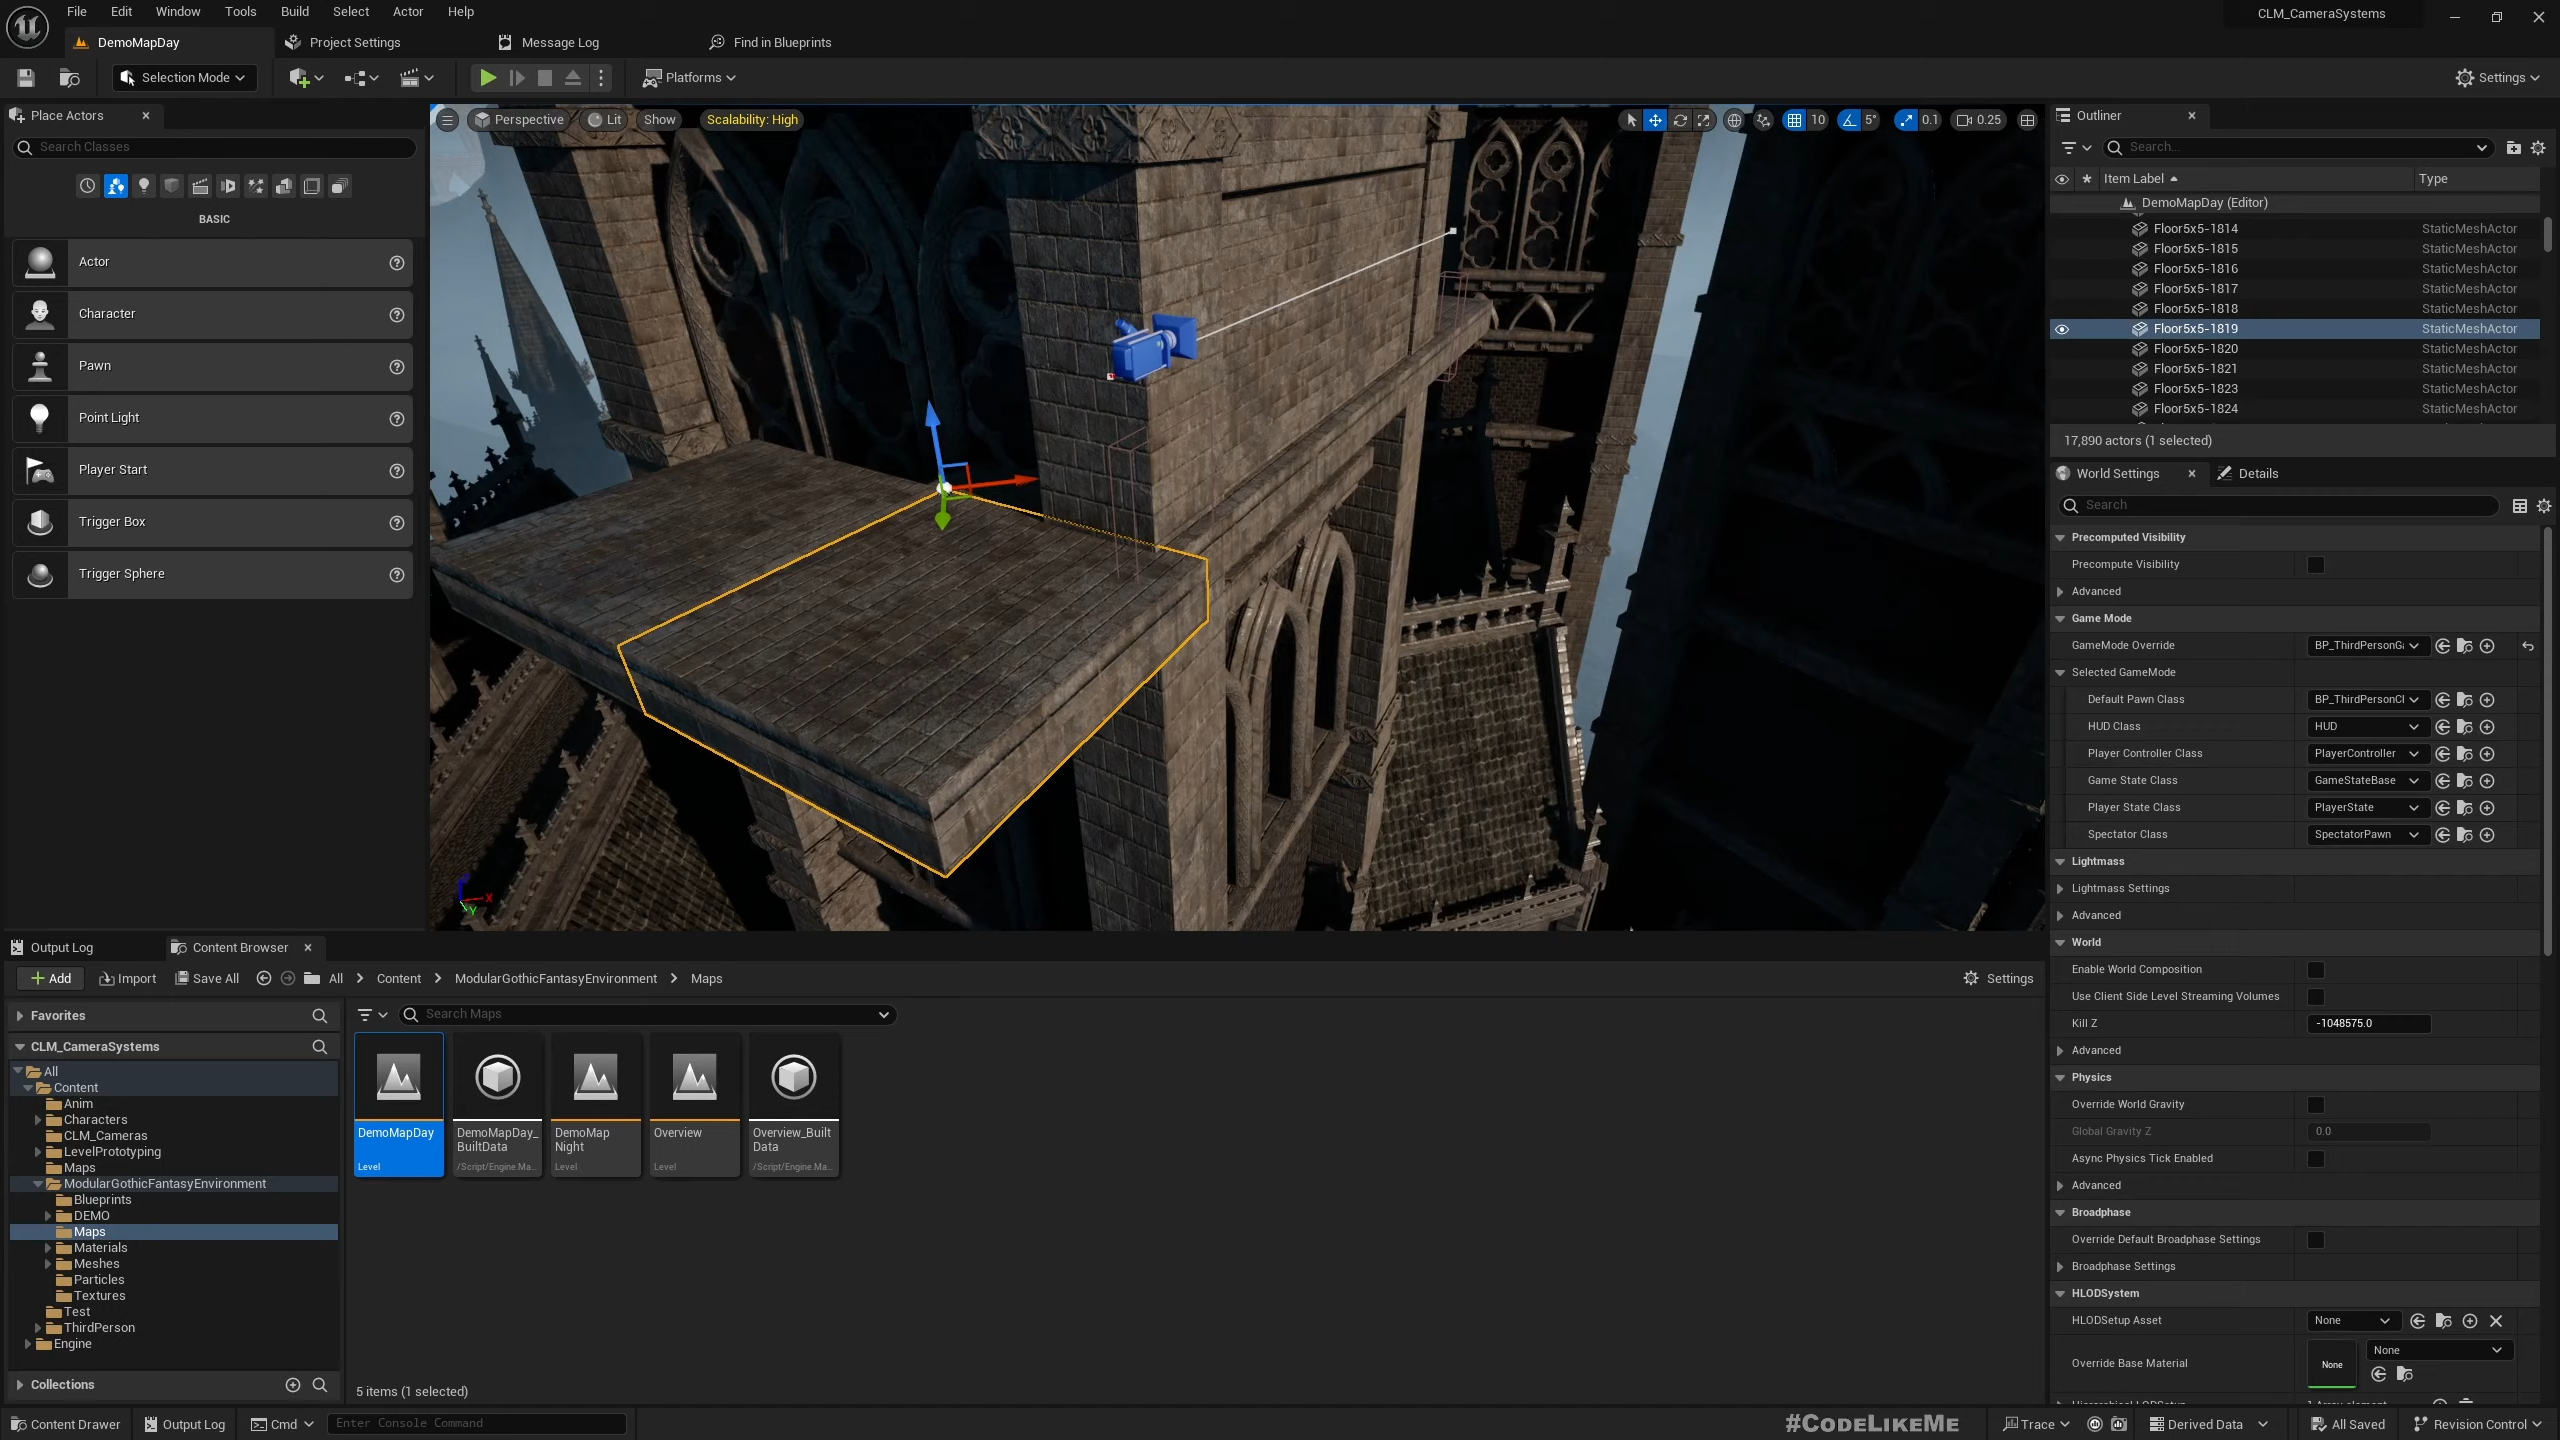 File Edit Window Tools Build Select Actor Help
CLM_CameraSystems
DemoMapDay
Project Settings
Message Log
Find in Blueprints
Selection Mode
Platforms
Settings
Place Actors
Search Classes
BASIC
Actor
Character
Pawn
Point Light
Player Start
Trigger Box
Trigger Sphere
Perspective Lit Show Scalability: High
10 5° 0.1 0.25
X
Y
Outliner
Search...
Item Label Type
DemoMapDay (Editor)
Floor5x5-1814 StaticMeshActor
Floor5x5-1815 StaticMeshActor
Floor5x5-1816 StaticMeshActor
Floor5x5-1817 StaticMeshActor
Floor5x5-1818 StaticMeshActor
Floor5x5-1819 StaticMeshActor
Floor5x5-1820 StaticMeshActor
Floor5x5-1821 StaticMeshActor
Floor5x5-1823 StaticMeshActor
Floor5x5-1824 StaticMeshActor
17,890 actors (1 selected)
World Settings
Details
Search
Precomputed Visibility
Precompute Visibility
Advanced
Game Mode
GameMode Override BP_ThirdPersonGa
Selected GameMode
Default Pawn Class BP_ThirdPersonCl
HUD Class HUD
Player Controller Class PlayerController
Game State Class GameStateBase
Player State Class PlayerState
Spectator Class SpectatorPawn
Lightmass
Lightmass Settings
Advanced
World
Enable World Composition
Use Client Side Level Streaming Volumes
Kill Z -1048575.0
Advanced
Physics
Override World Gravity
Global Gravity Z 0.0
Async Physics Tick Enabled
Advanced
Broadphase
Override Default Broadphase Settings
Broadphase Settings
HLODSystem
HLODSetup Asset None
Override Base Material None None
Output Log
Content Browser
Add Import Save All All > Content > ModularGothicFantasyEnvironment > Maps
Settings
Favorites
CLM_CameraSystems
All
Content
Anim
Characters
CLM_Cameras
LevelPrototyping
Maps
ModularGothicFantasyEnvironment
Blueprints
DEMO
Maps
Materials
Meshes
Particles
Textures
Test
ThirdPerson
Engine
Collections
Search Maps
DemoMapDay
Level
DemoMapDay_
BuiltData
/Script/Engine.Ma...
DemoMap
Night
Level
Overview
Level
Overview_Built
Data
/Script/Engine.Ma...
5 items (1 selected)
Content Drawer Output Log Cmd Enter Console Command
#CodeLikeMe
Trace Derived Data All Saved Revision Control